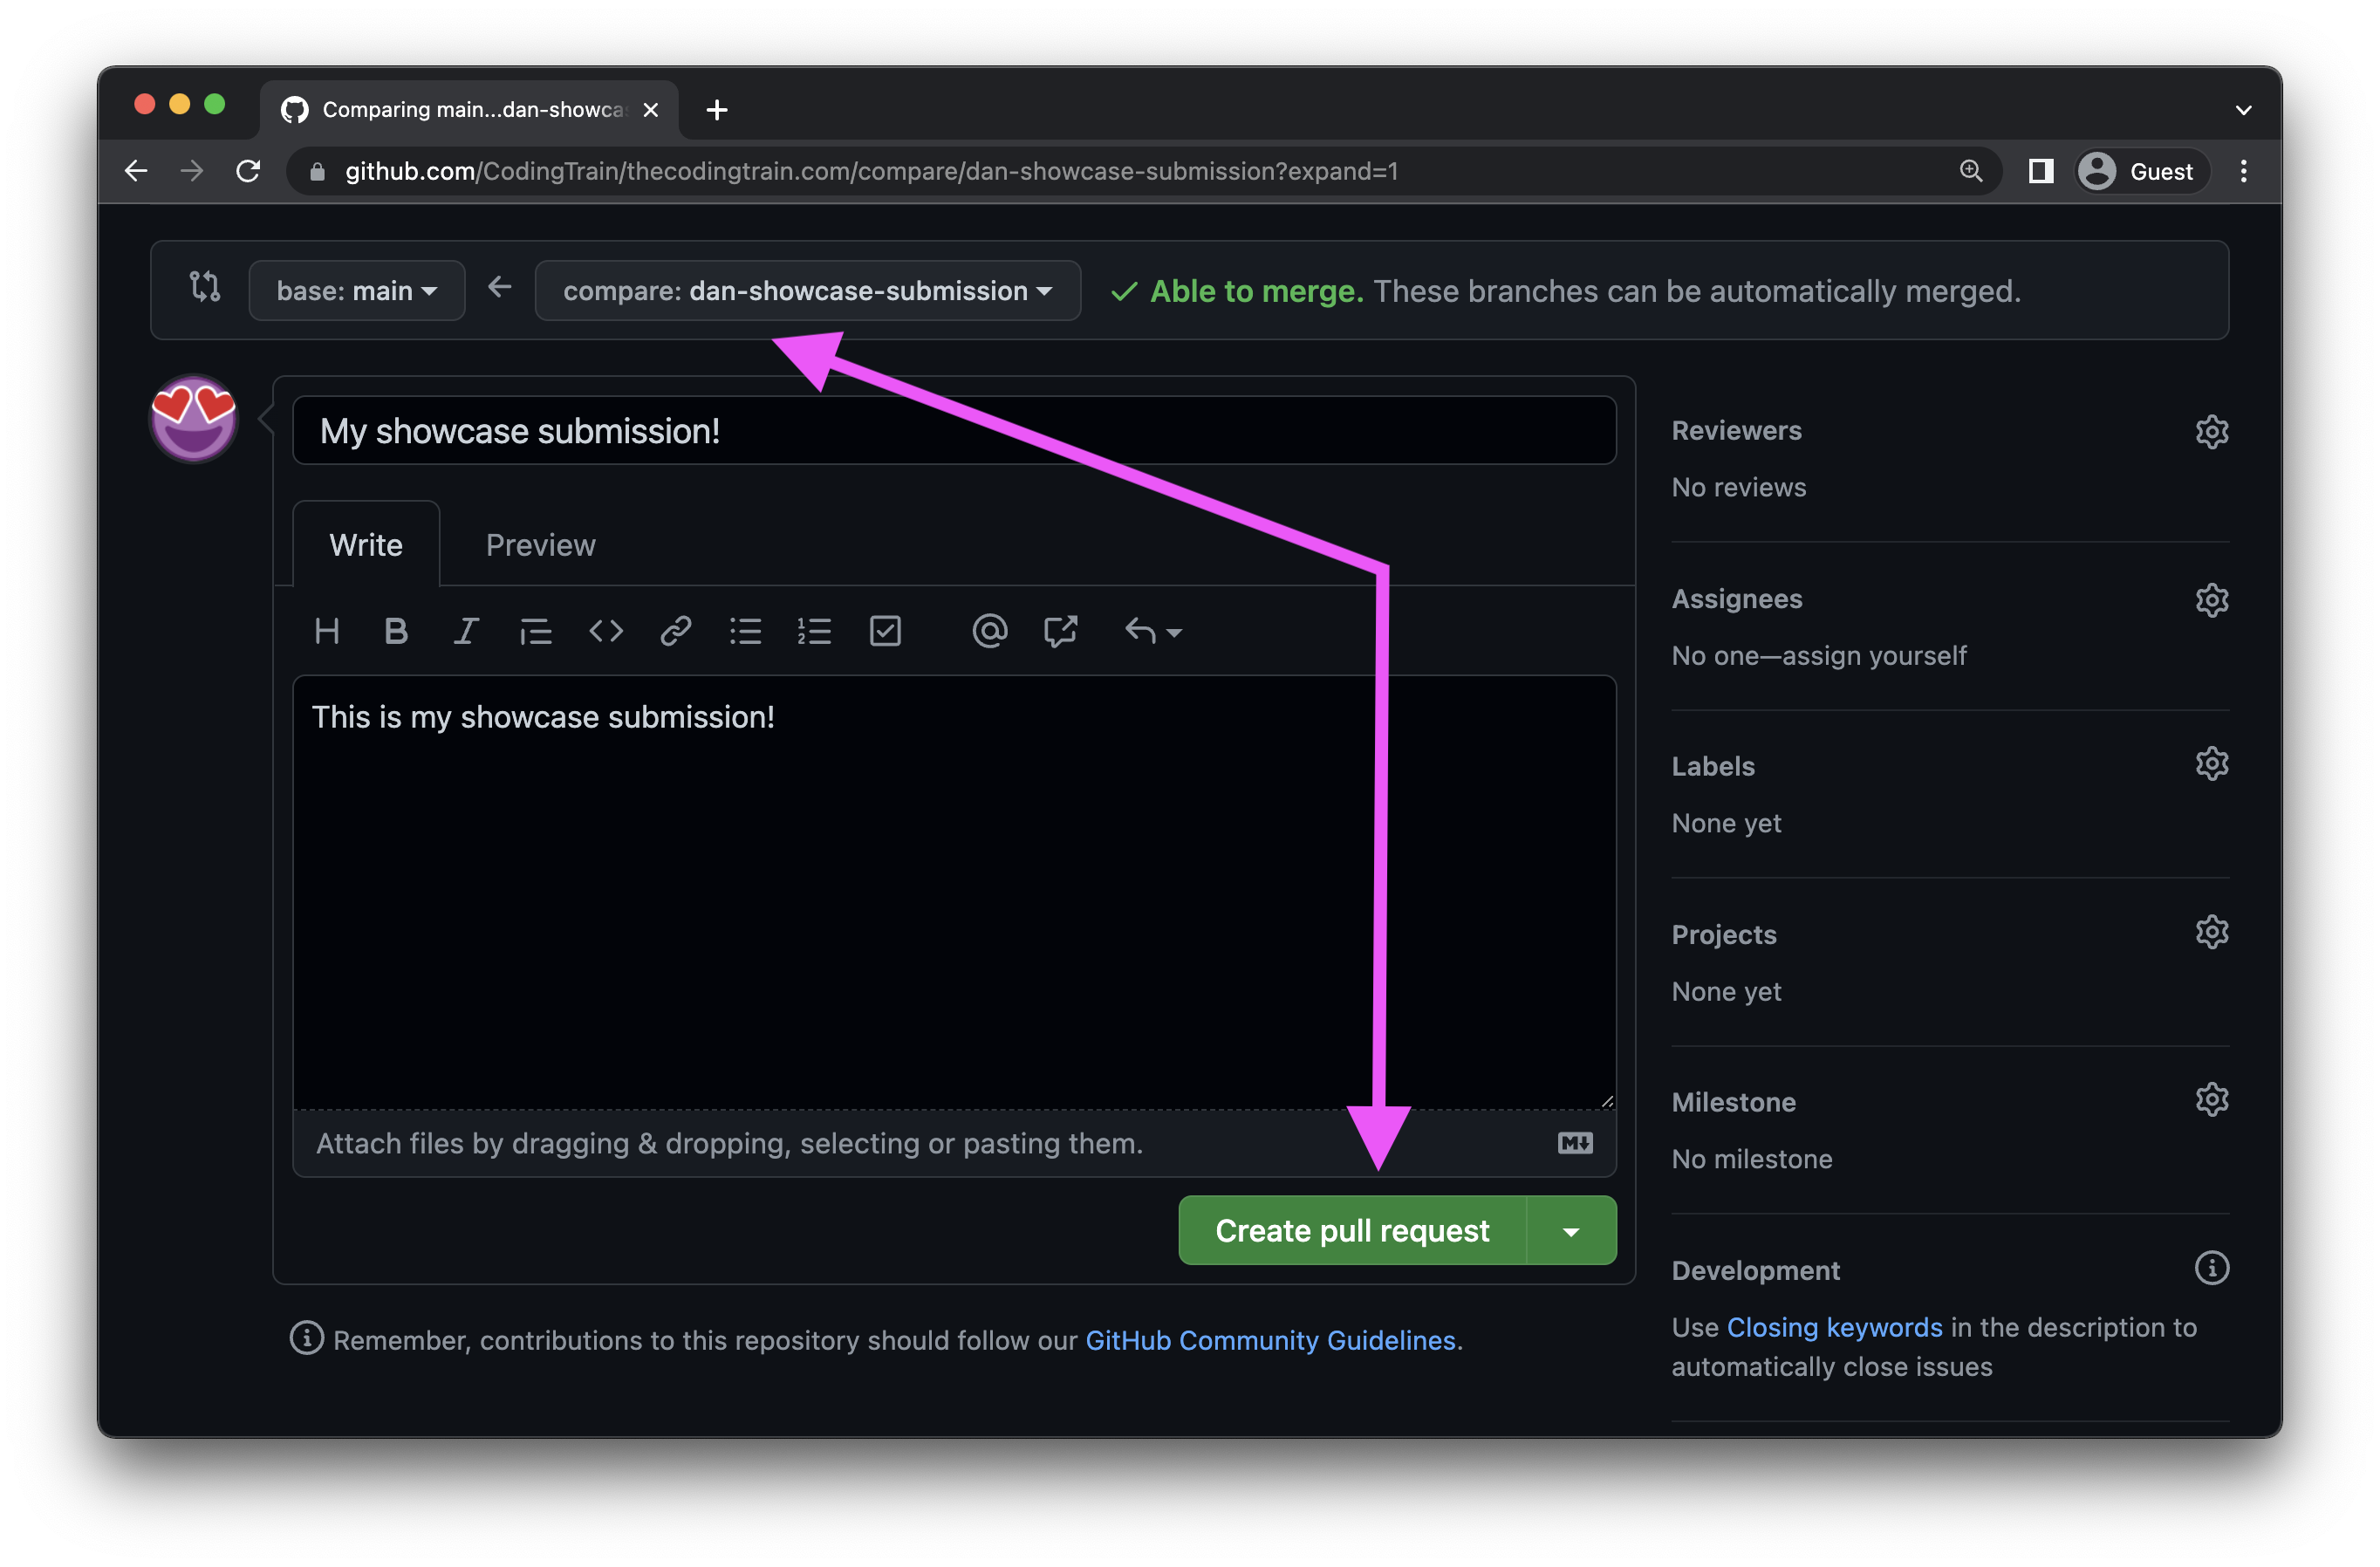 Comparing main...dan-showca
github.com/CodingTrain/thecodingtrain.com/compare/dan-showcase-submission?expand=1
Guest
base: main
compare: dan-showcase-submission
Able to merge. These branches can be automatically merged.
My showcase submission!
Write
Preview
This is my showcase submission!
Attach files by dragging & dropping, selecting or pasting them.
Create pull request
Remember, contributions to this repository should follow our GitHub Community Guidelines.
Reviewers
No reviews
Assignees
No one—assign yourself
Labels
None yet
Projects
None yet
Milestone
No milestone
Development
Use Closing keywords in the description to
automatically close issues